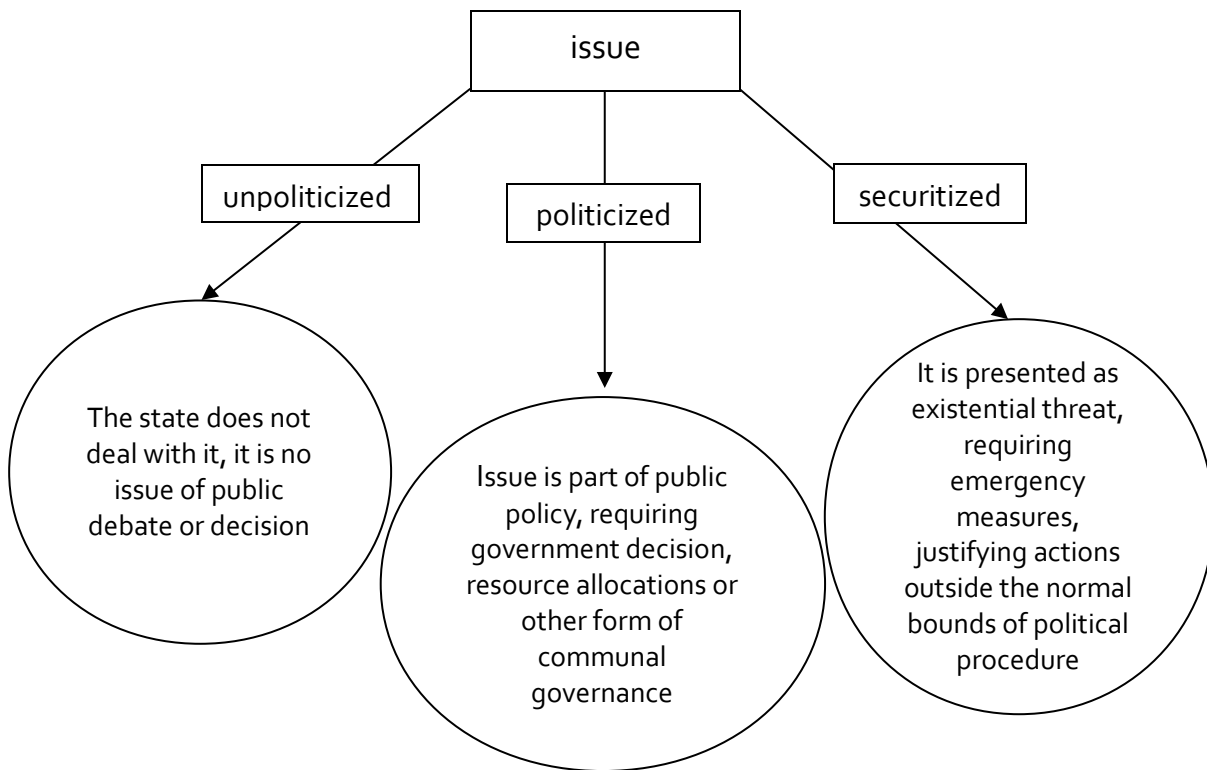 issue
unpoliticized
politicized
securitized
The state does not
deal with it, it is no
issue of public
debate or decision
Issue is part of public
policy, requiring
government decision,
resource allocations or
other form of
communal
governance
It is presented as
existential threat,
requiring
emergency
measures,
justifying actions
outside the normal
bounds of political
procedure